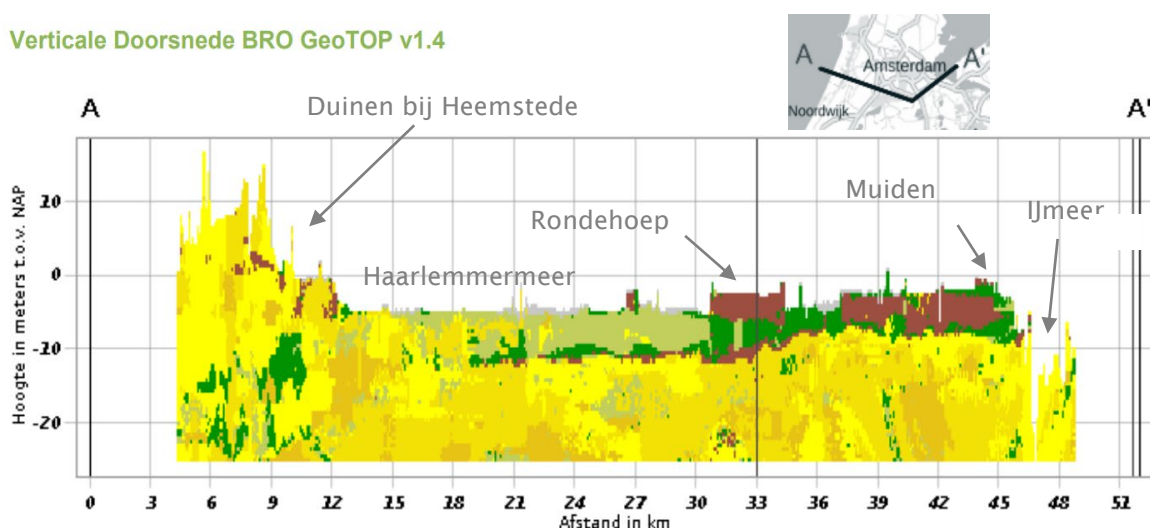 Verticale Doorsnede BRO GeoTOP v1.4
A
Amsterdam
A'
Noordwijk
A
Duinen bij Heemstede
A'
Muiden
Rondehoep
IJmeer
Haarlemmermeer
Hoogte in meters t.o.v. NAP
10
0
-10
-20
0 3 6 9 12 15 18 21 24 27 30 33 36 39 42 45 48 51
Afstand in km